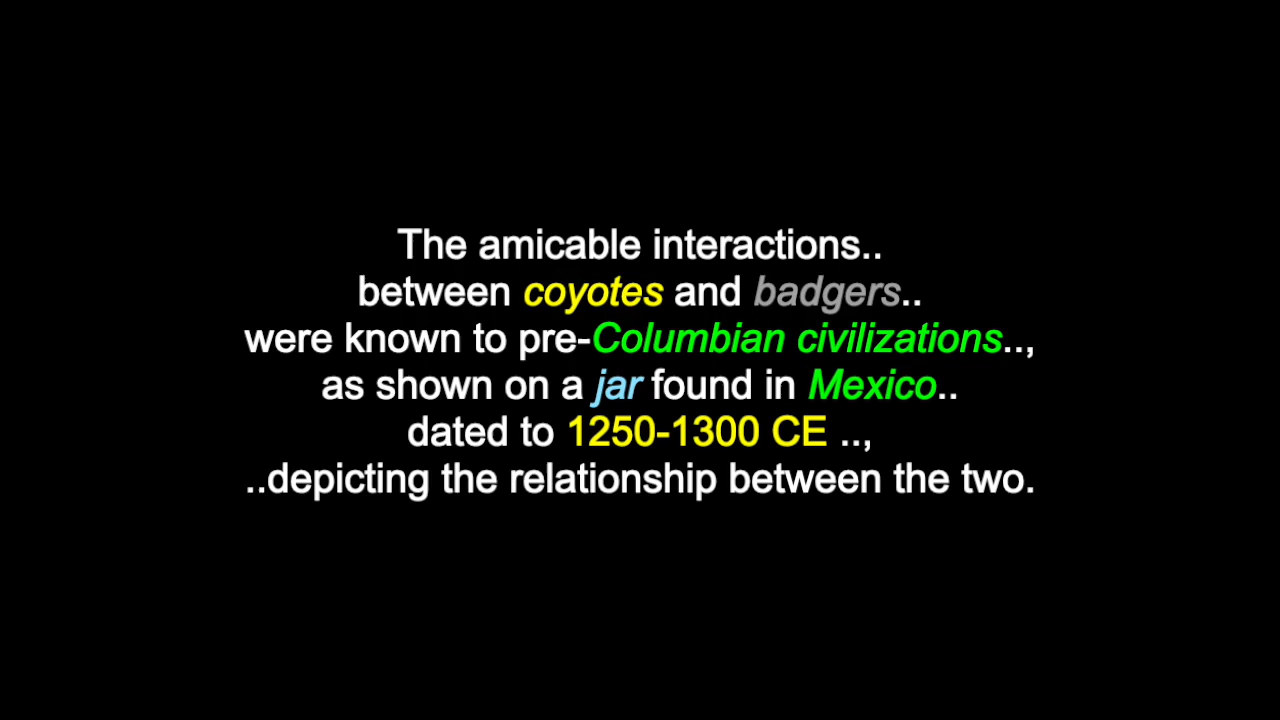 The amicable interactions..
between coyotes and badgers..
were known to pre-Columbian civilizations..,
as shown on a jar found in Mexico..
dated to 1250-1300 CE ..,
..depicting the relationship between the two.